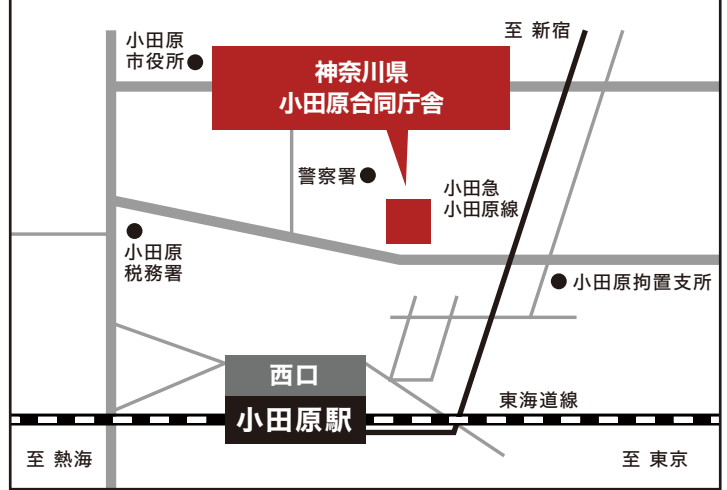 至 新宿
小田原
市役所
神奈川県
小田原合同庁舎
警察署
小田急
小田原線
小田原
税務署
小田原拘置支所
西口
小田原駅
東海道線
至 熱海
至 東京